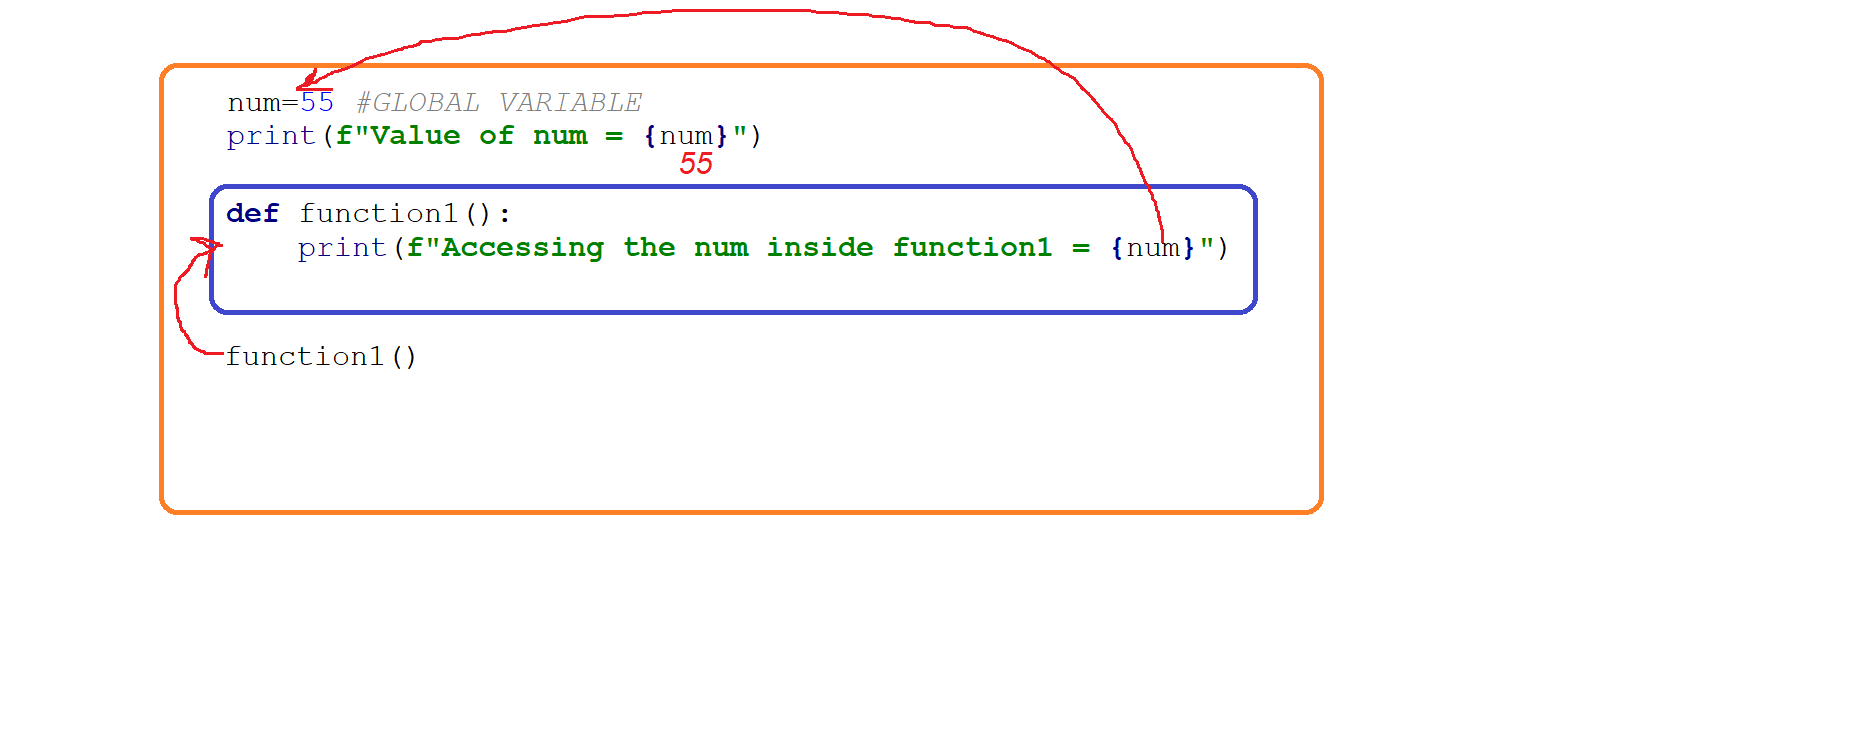 num=55 #GLOBAL VARIABLE
print(f"Value of num = {num}")
55
def function1():
    print(f"Accessing the num inside function1 = {num}")
function1()